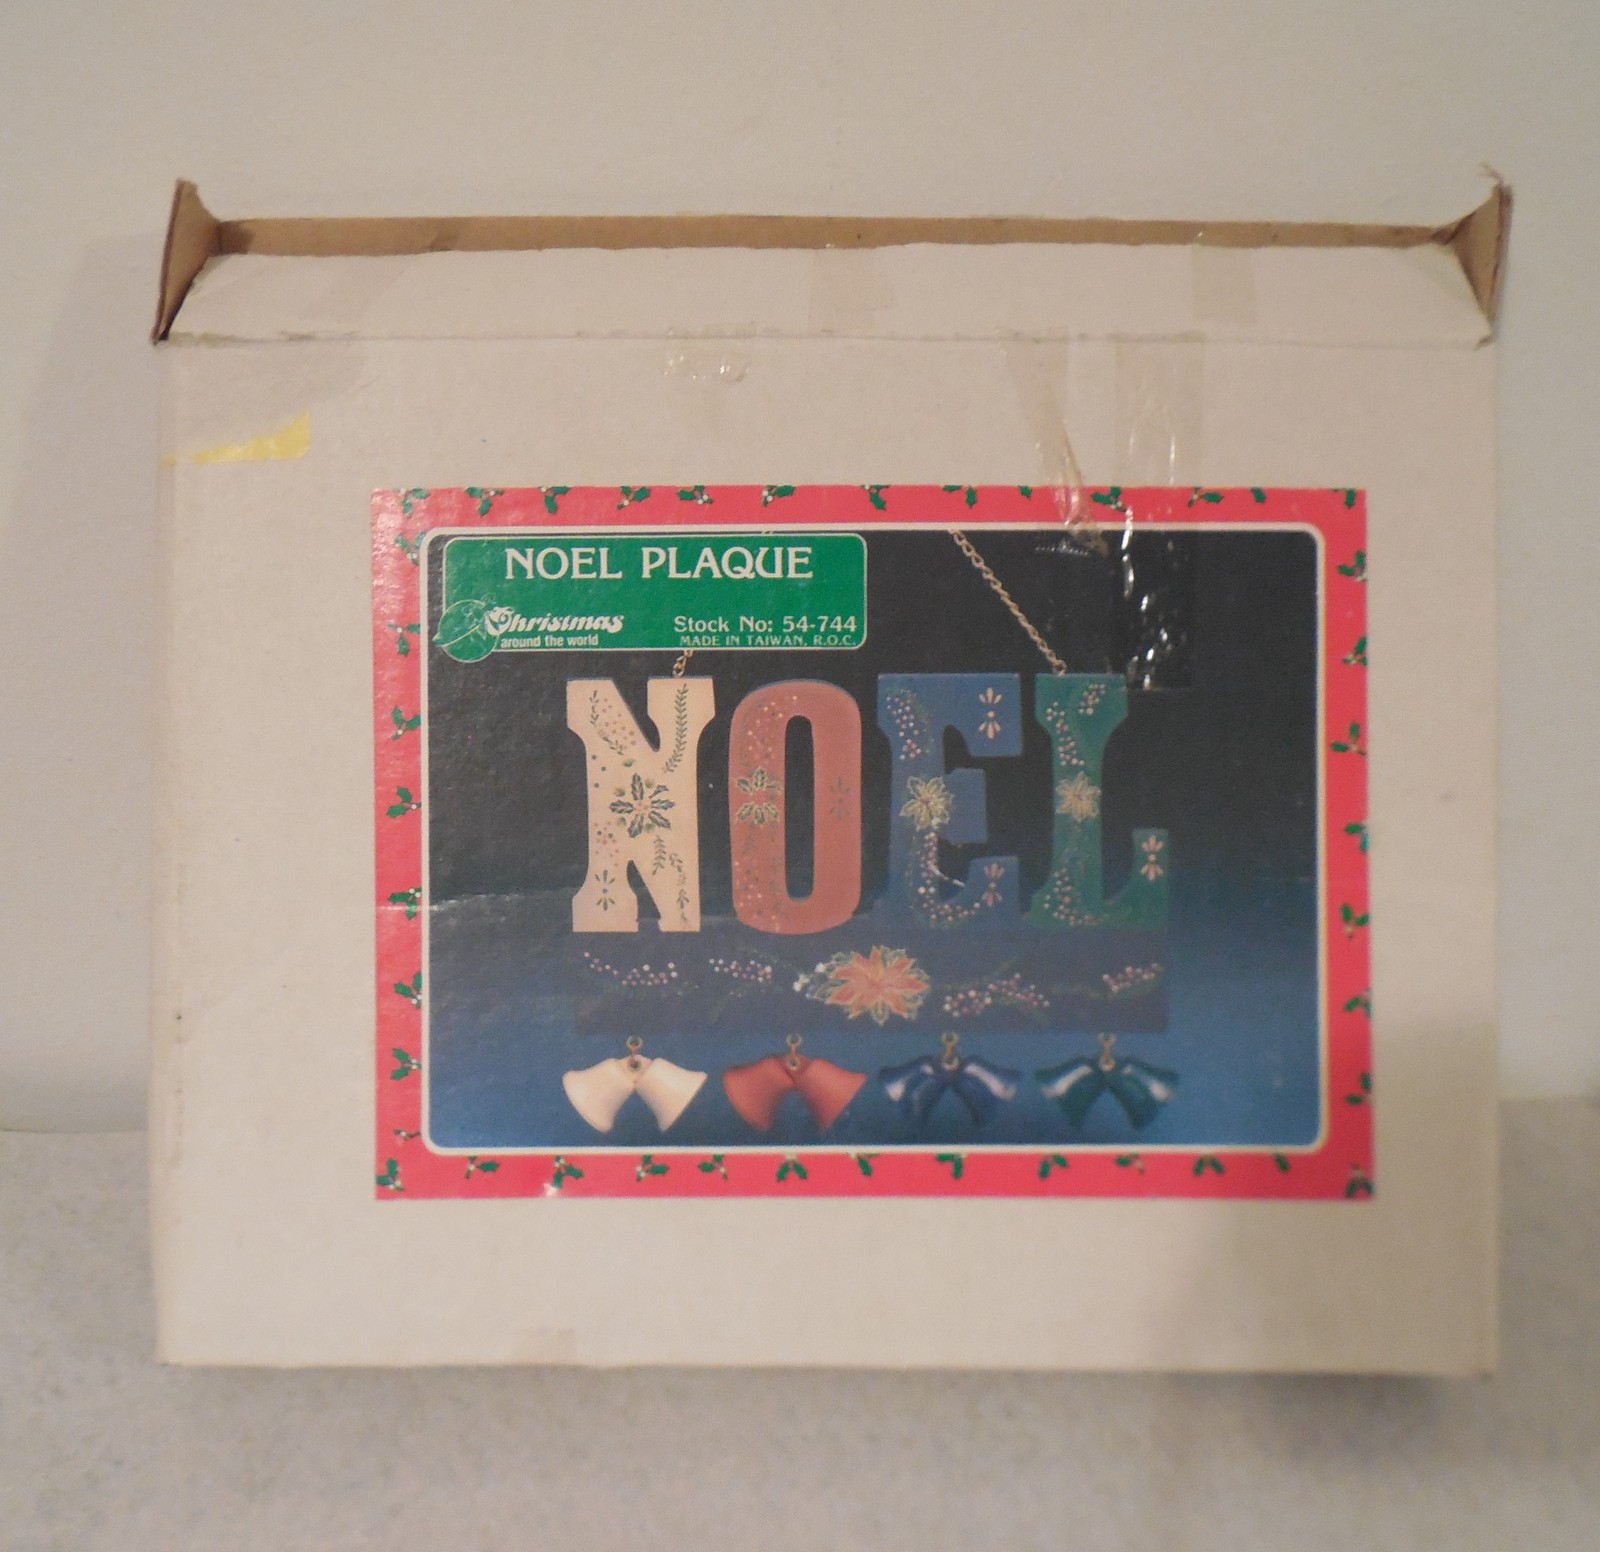 NOEL PLAQUE
Christmas
around the world
Stock No: 54-744
MADE IN TAIWAN, R.O.C.
NOEL